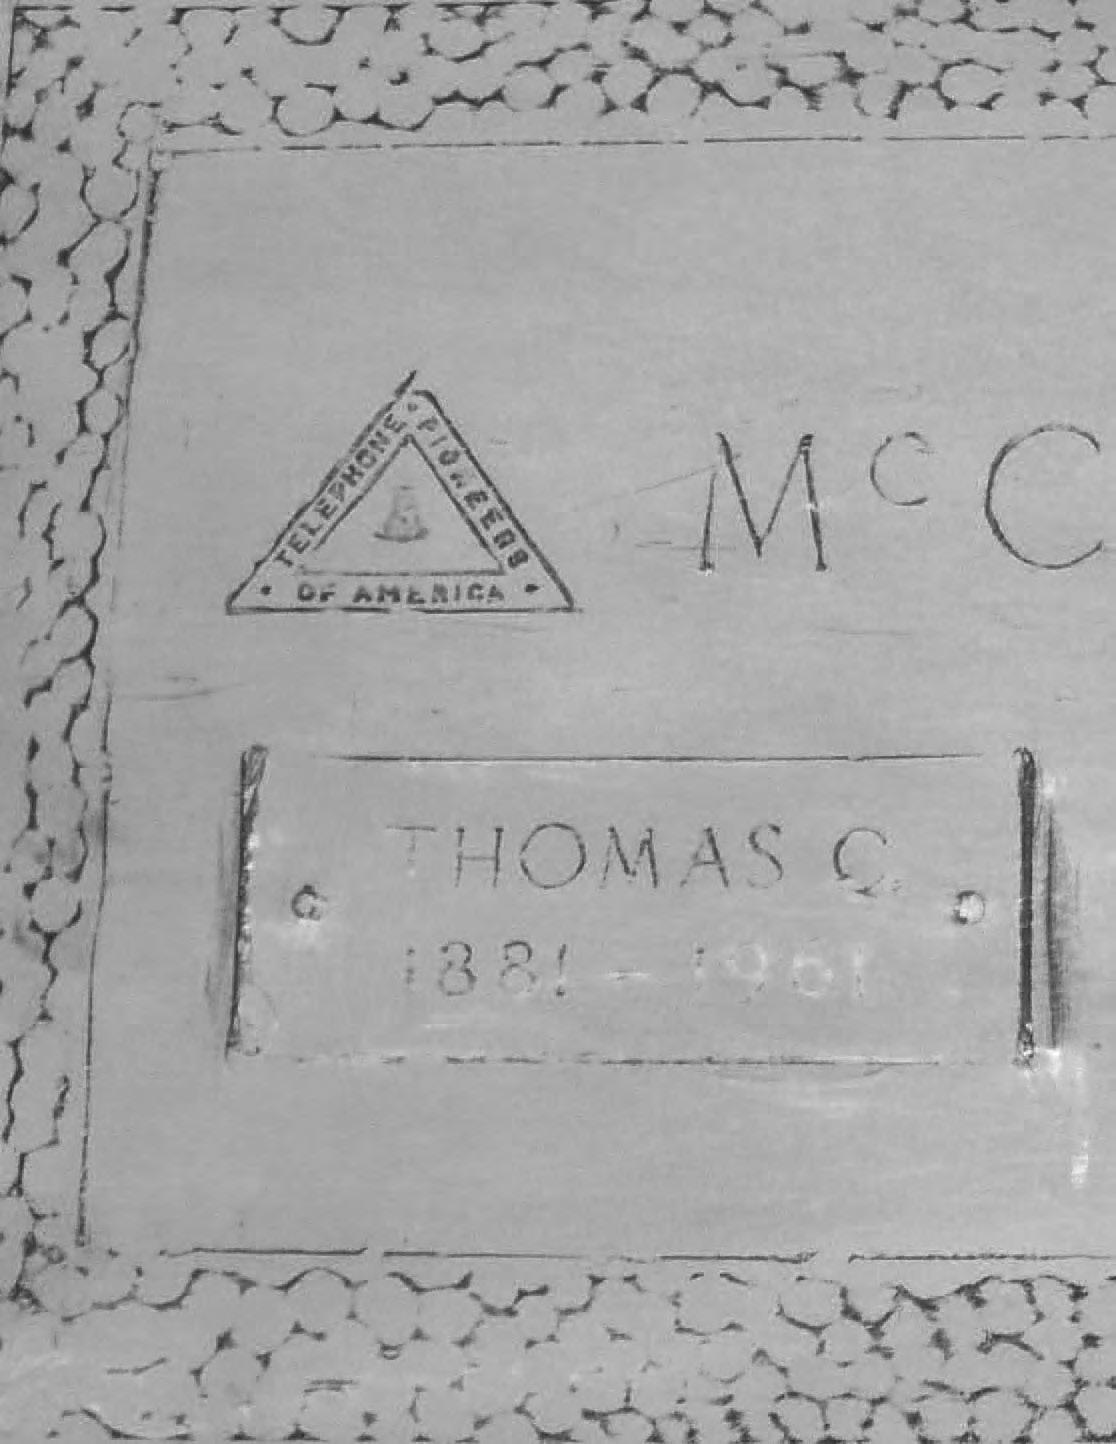 TELEPHONE PIONEERS
OF AMERICA
McC
THOMAS Q.
1881 - 1961